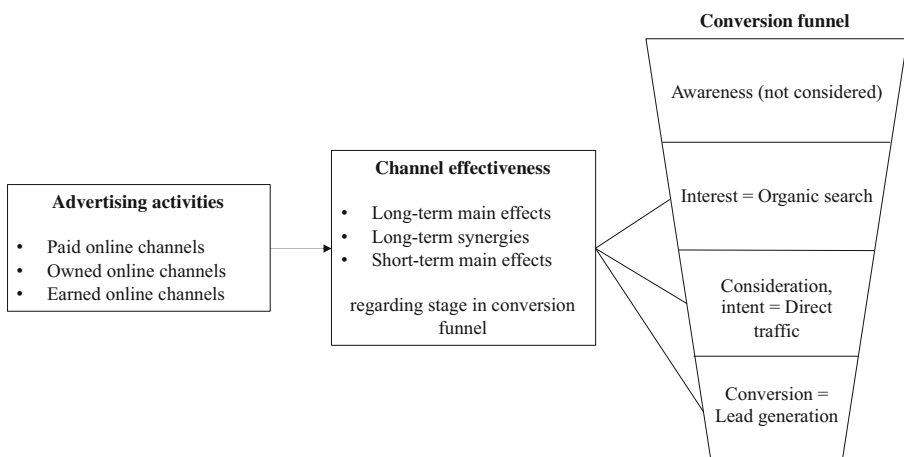 Conversion funnel
Awareness (not considered)
Channel effectiveness
• Long-term main effects
• Long-term synergies
• Short-term main effects
regarding stage in conversion
funnel
Advertising activities
• Paid online channels
• Owned online channels
• Earned online channels
Interest = Organic search
Consideration,
intent = Direct
traffic
Conversion =
Lead generation